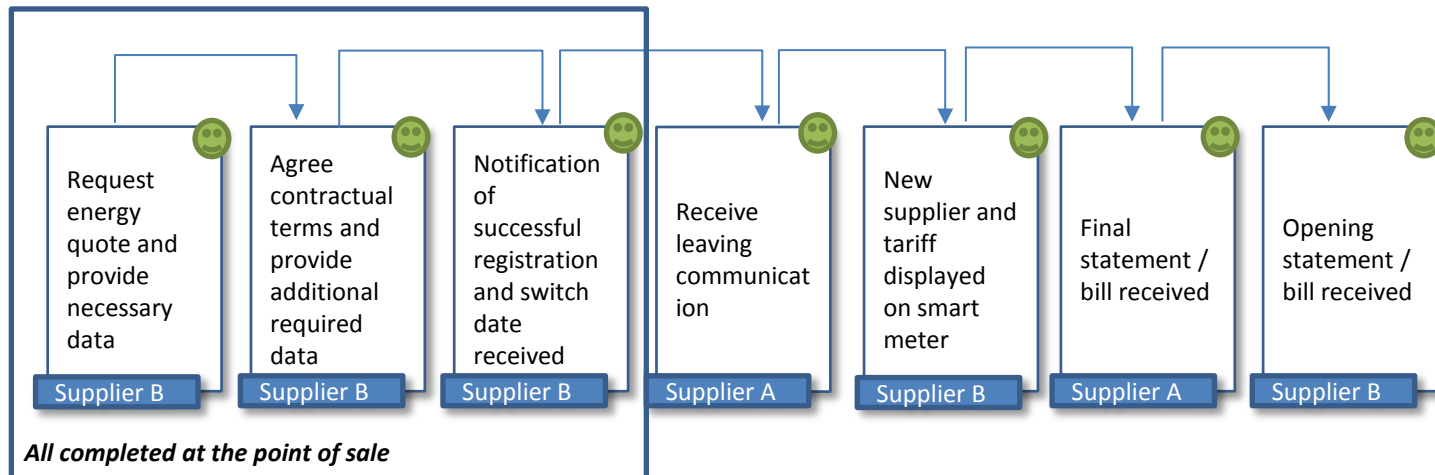 Request
energy
quote and
provide
necessary
data
Supplier B
Agree
contractual
terms and
provide
additional
required
data
Supplier B
Notification
of
successful
registration
and switch
date
received
Supplier B
Receive
leaving
communicat
ion
Supplier A
New
supplier and
tariff
displayed
on smart
meter
Supplier B
Final
statement /
bill received
Supplier A
Opening
statement /
bill received
Supplier B
All completed at the point of sale